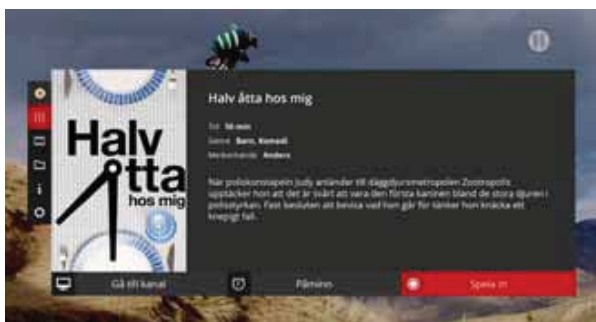 Halv
åtta
hos mig
Halv åtta hos mig
Tid 56 min
Genre Barn, Komedi
Medverkande Anders
När poliskonstapeln Judy anländer till däggdjursmetropolen Zootropolis
upptäcker hon att det är svårt att vara den första kaninen bland de stora djuren i
polisstyrkan. Fast besluten att bevisa vad hon går för tänker hon knäcka ett
knepigt fall.
Gå till kanal
Påminn
Spela in